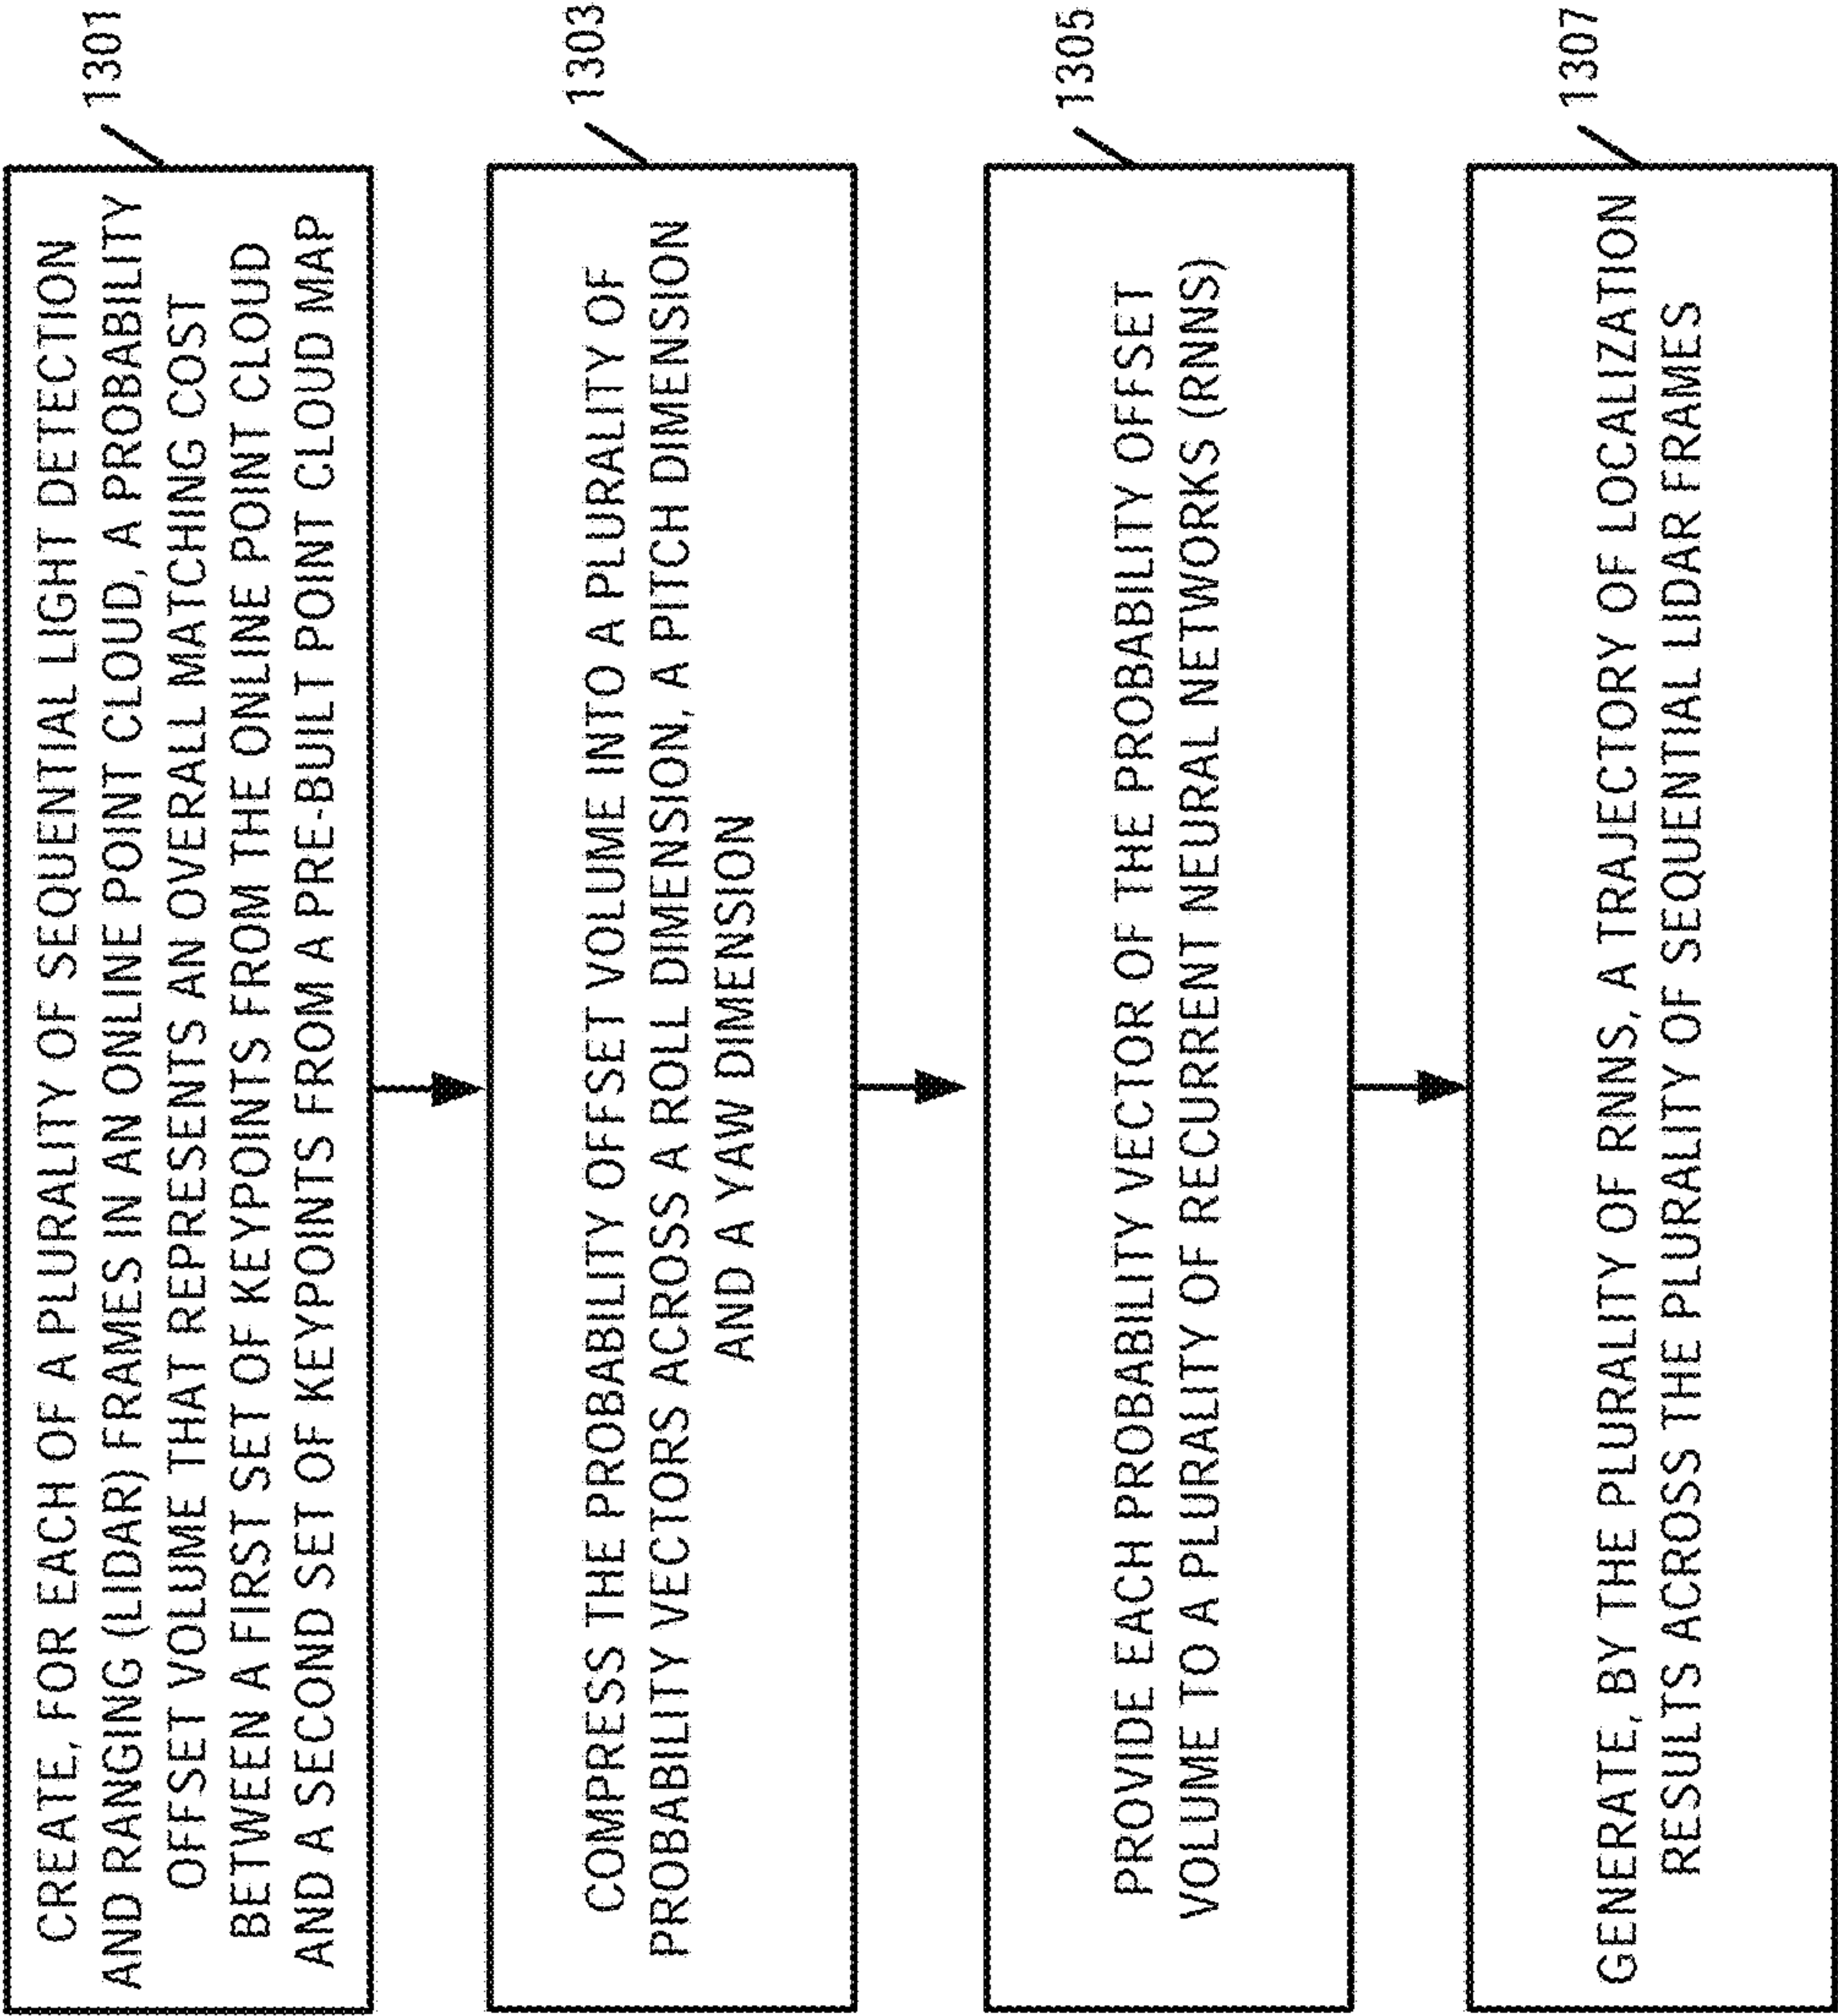 CREATE, FOR EACH OF A PLURALITY OF SEQUENTIAL LIGHT DETECTION
AND RANGING (LIDAR) FRAMES IN AN ONLINE POINT CLOUD, A PROBABILITY
OFFSET VOLUME THAT REPRESENTS AN OVERALL MATCHING COST
BETWEEN A FIRST SET OF KEYPOINTS FROM THE ONLINE POINT CLOUD
AND A SECOND SET OF KEYPOINTS FROM A PRE-BUILT POINT CLOUD MAP
1301
COMPRESS THE PROBABILITY OFFSET VOLUME INTO A PLURALITY OF
PROBABILITY VECTORS ACROSS A ROLL DIMENSION, A PITCH DIMENSION
AND A YAW DIMENSION
1303
PROVIDE EACH PROBABILITY VECTOR OF THE PROBABILITY OFFSET
VOLUME TO A PLURALITY OF RECURRENT NEURAL NETWORKS (RNNS)
1305
GENERATE, BY THE PLURALITY OF RNNS, A TRAJECTORY OF LOCALIZATION
RESULTS ACROSS THE PLURALITY OF SEQUENTIAL LIDAR FRAMES
1307